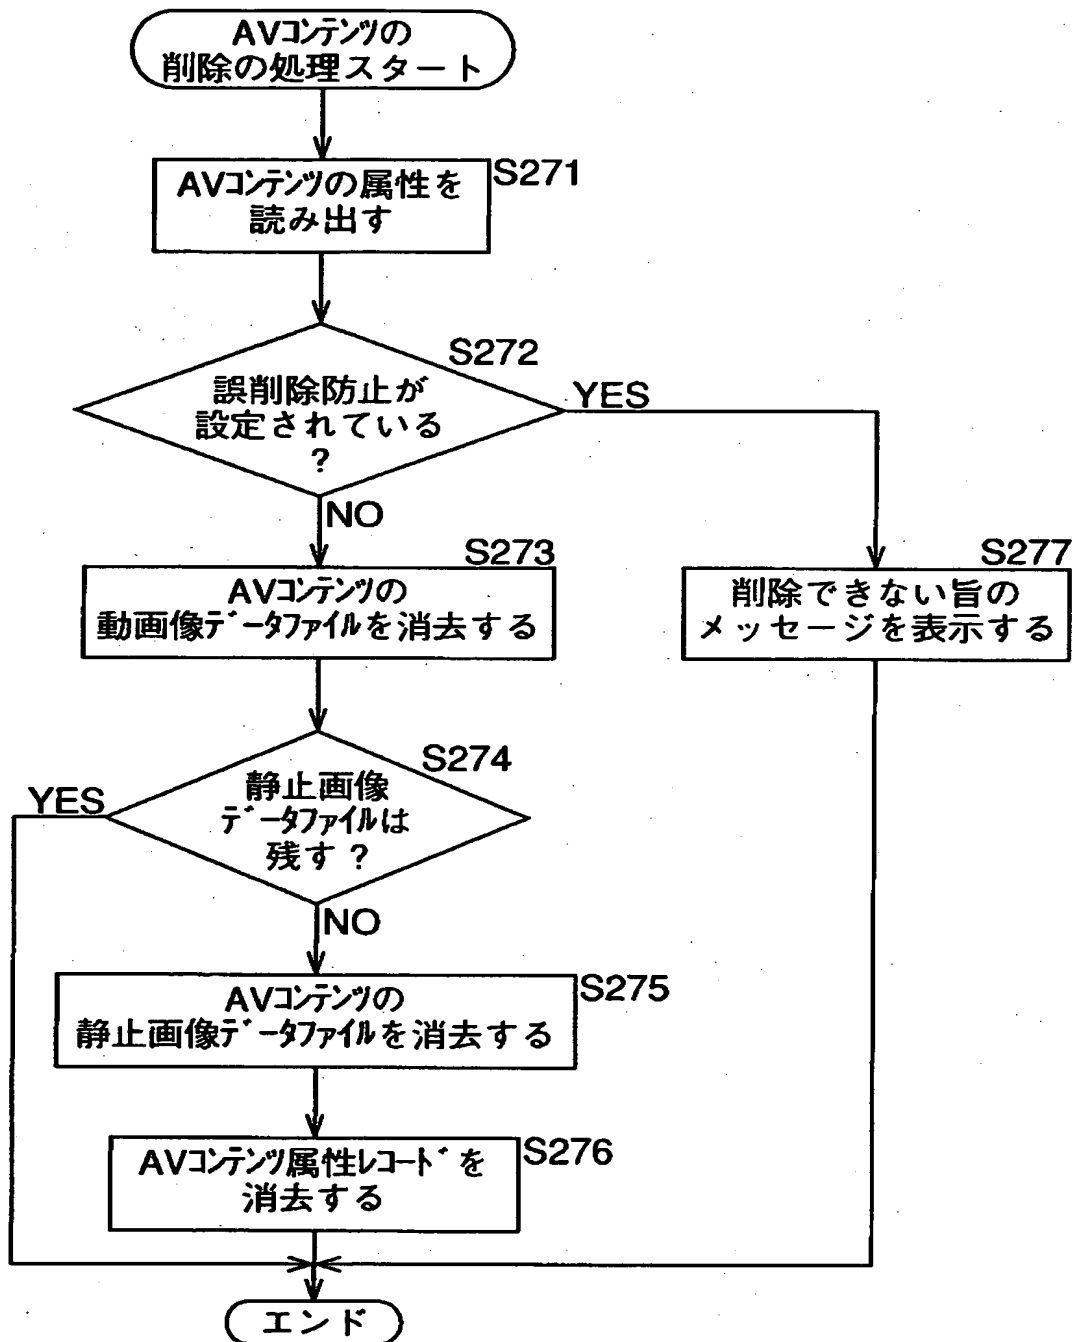 AVコンテンツの
削除の処理スタート
S271
AVコンテンツの属性を
読み出す
S272
誤削除防止が
設定されている
?
YES
NO
S273
AVコンテンツの
動画像データファイルを消去する
S277
削除できない旨の
メッセージを表示する
S274
静止画像
データファイルは
残す?
YES
NO
S275
AVコンテンツの
静止画像データファイルを消去する
S276
AVコンテンツ属性レコードを
消去する
エンド